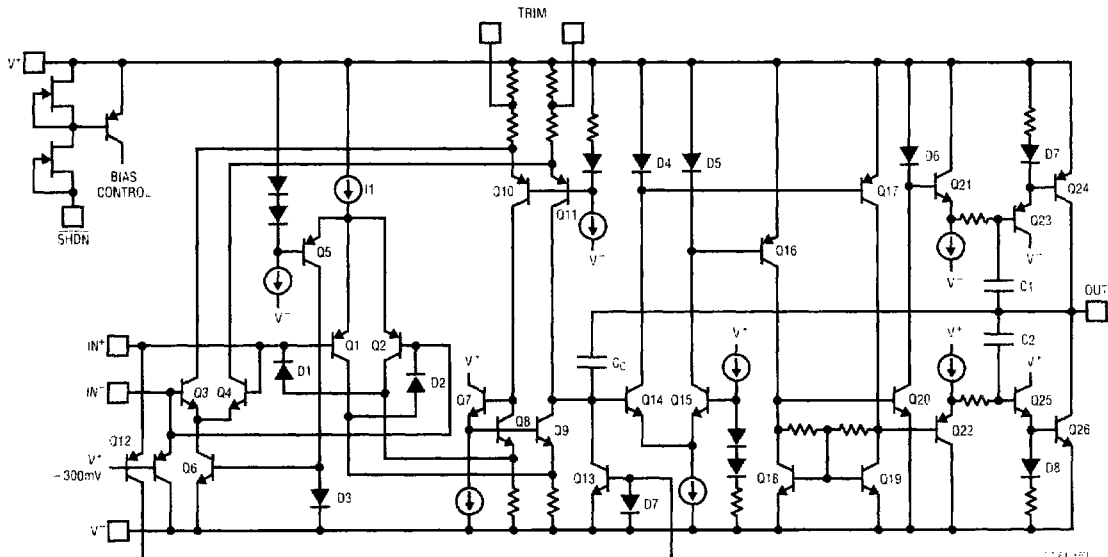 TRIM
V+
D6
D7
D4
D5
I1
Q10
Q11
Q17
Q21
Q24
Q23
BIAS
CONTROL
SHDN
Q5
Q16
V−
V−
V−
V−
C1
OUT
IN+
Q1
Q2
V+
V+
C2
D1
D2
CC
V+
IN−
Q3
Q4
Q7
Q14
Q15
Q20
Q25
Q12
Q8
Q9
Q22
Q26
V+
−300mV
Q6
D3
Q13
D7
Q18
Q19
D8
V−